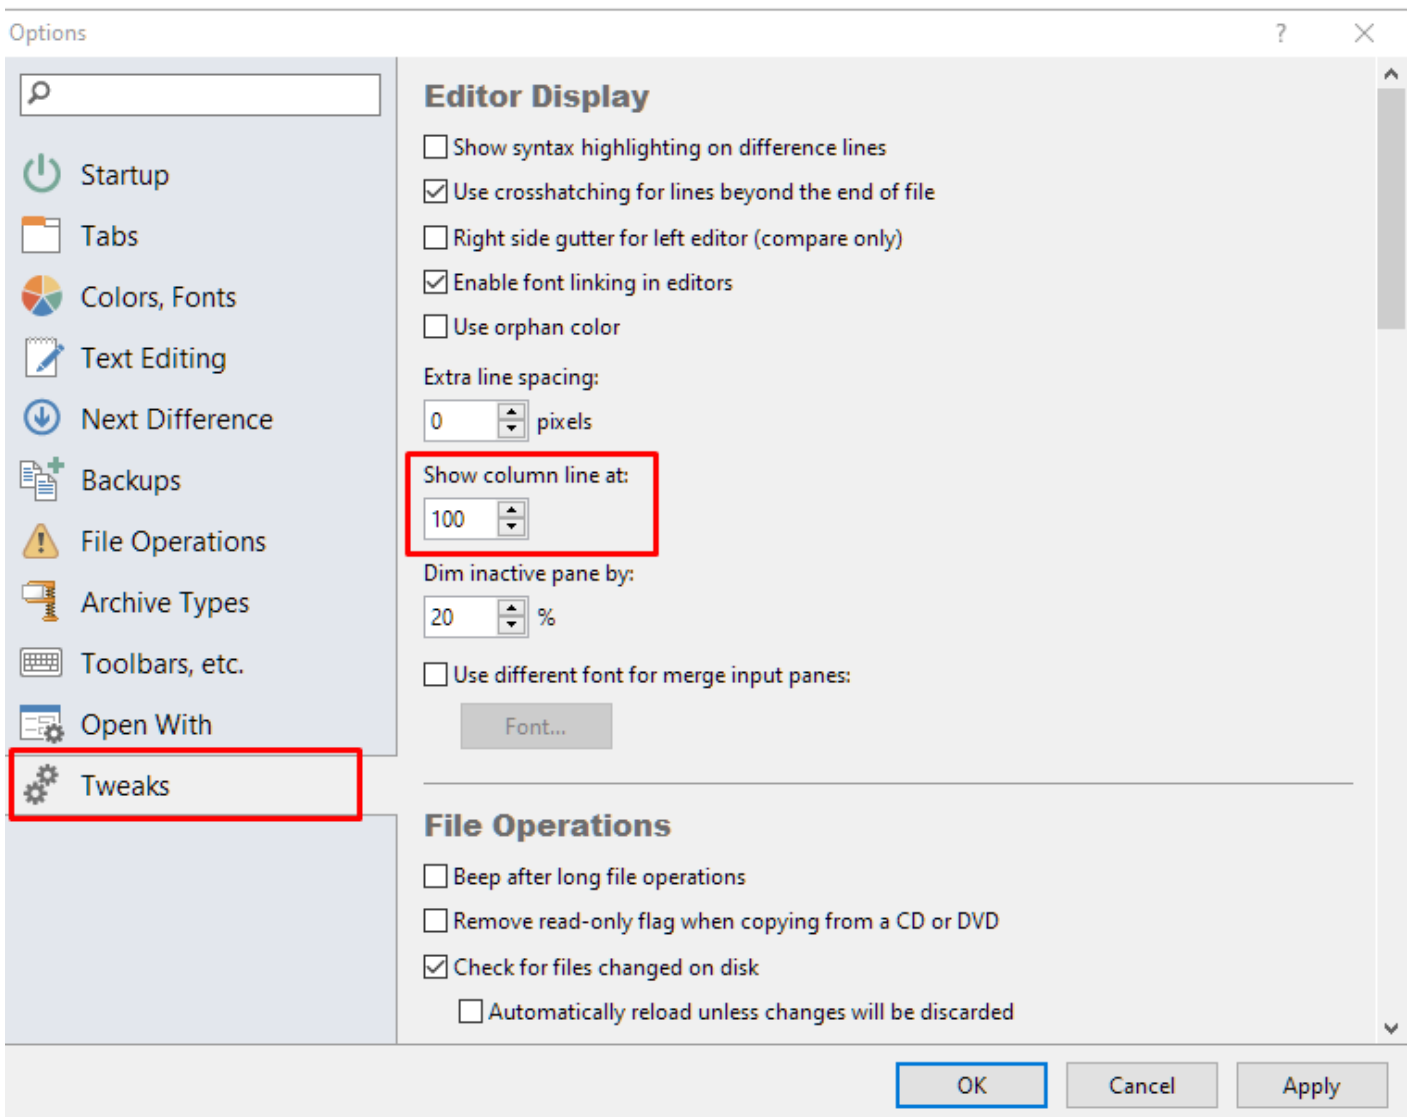 Options
?
Startup
Tabs
Colors, Fonts
Text Editing
Next Difference
Backups
File Operations
Archive Types
Toolbars, etc.
Open With
Tweaks
Editor Display
Show syntax highlighting on difference lines
Use crosshatching for lines beyond the end of file
Right side gutter for left editor (compare only)
Enable font linking in editors
Use orphan color
Extra line spacing:
0 pixels
Show column line at:
100
Dim inactive pane by:
20 %
Use different font for merge input panes:
Font...
File Operations
Beep after long file operations
Remove read-only flag when copying from a CD or DVD
Check for files changed on disk
Automatically reload unless changes will be discarded
OK Cancel Apply